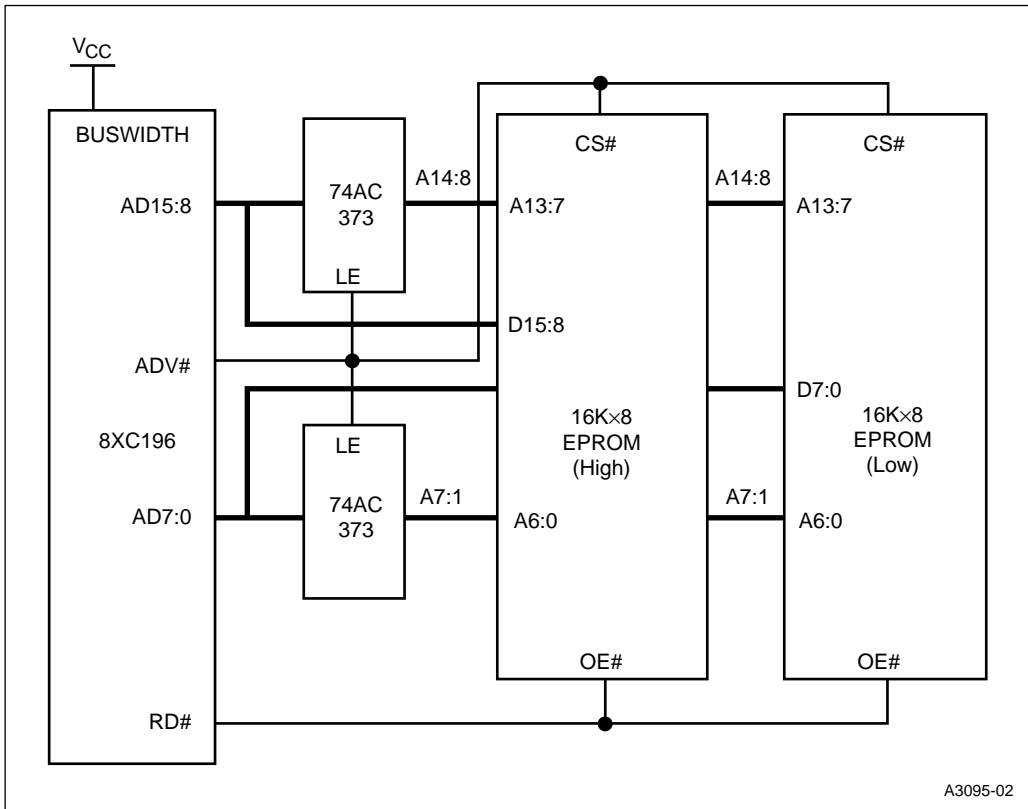 VCC
BUSWIDTH
AD15:8
ADV#
8XC196
AD7:0
RD#
74AC
373
LE
A14:8
LE
74AC
373
A7:1
CS#
A13:7
D15:8
16K×8
EPROM
(High)
A6:0
OE#
A14:8
A7:1
CS#
A13:7
D7:0
16K×8
EPROM
(Low)
A6:0
OE#
A3095-02